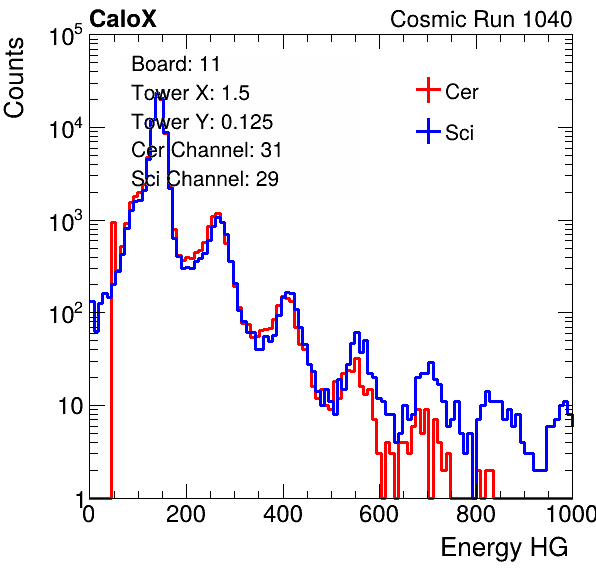 CaloX
Cosmic Run 1040
Counts
Board: 11
Tower X: 1.5
Tower Y: 0.125
Cer Channel: 31
Sci Channel: 29
Cer
Sci
10^5
10^4
10^3
10^2
10
1
0 200 400 600 800 1000
Energy HG